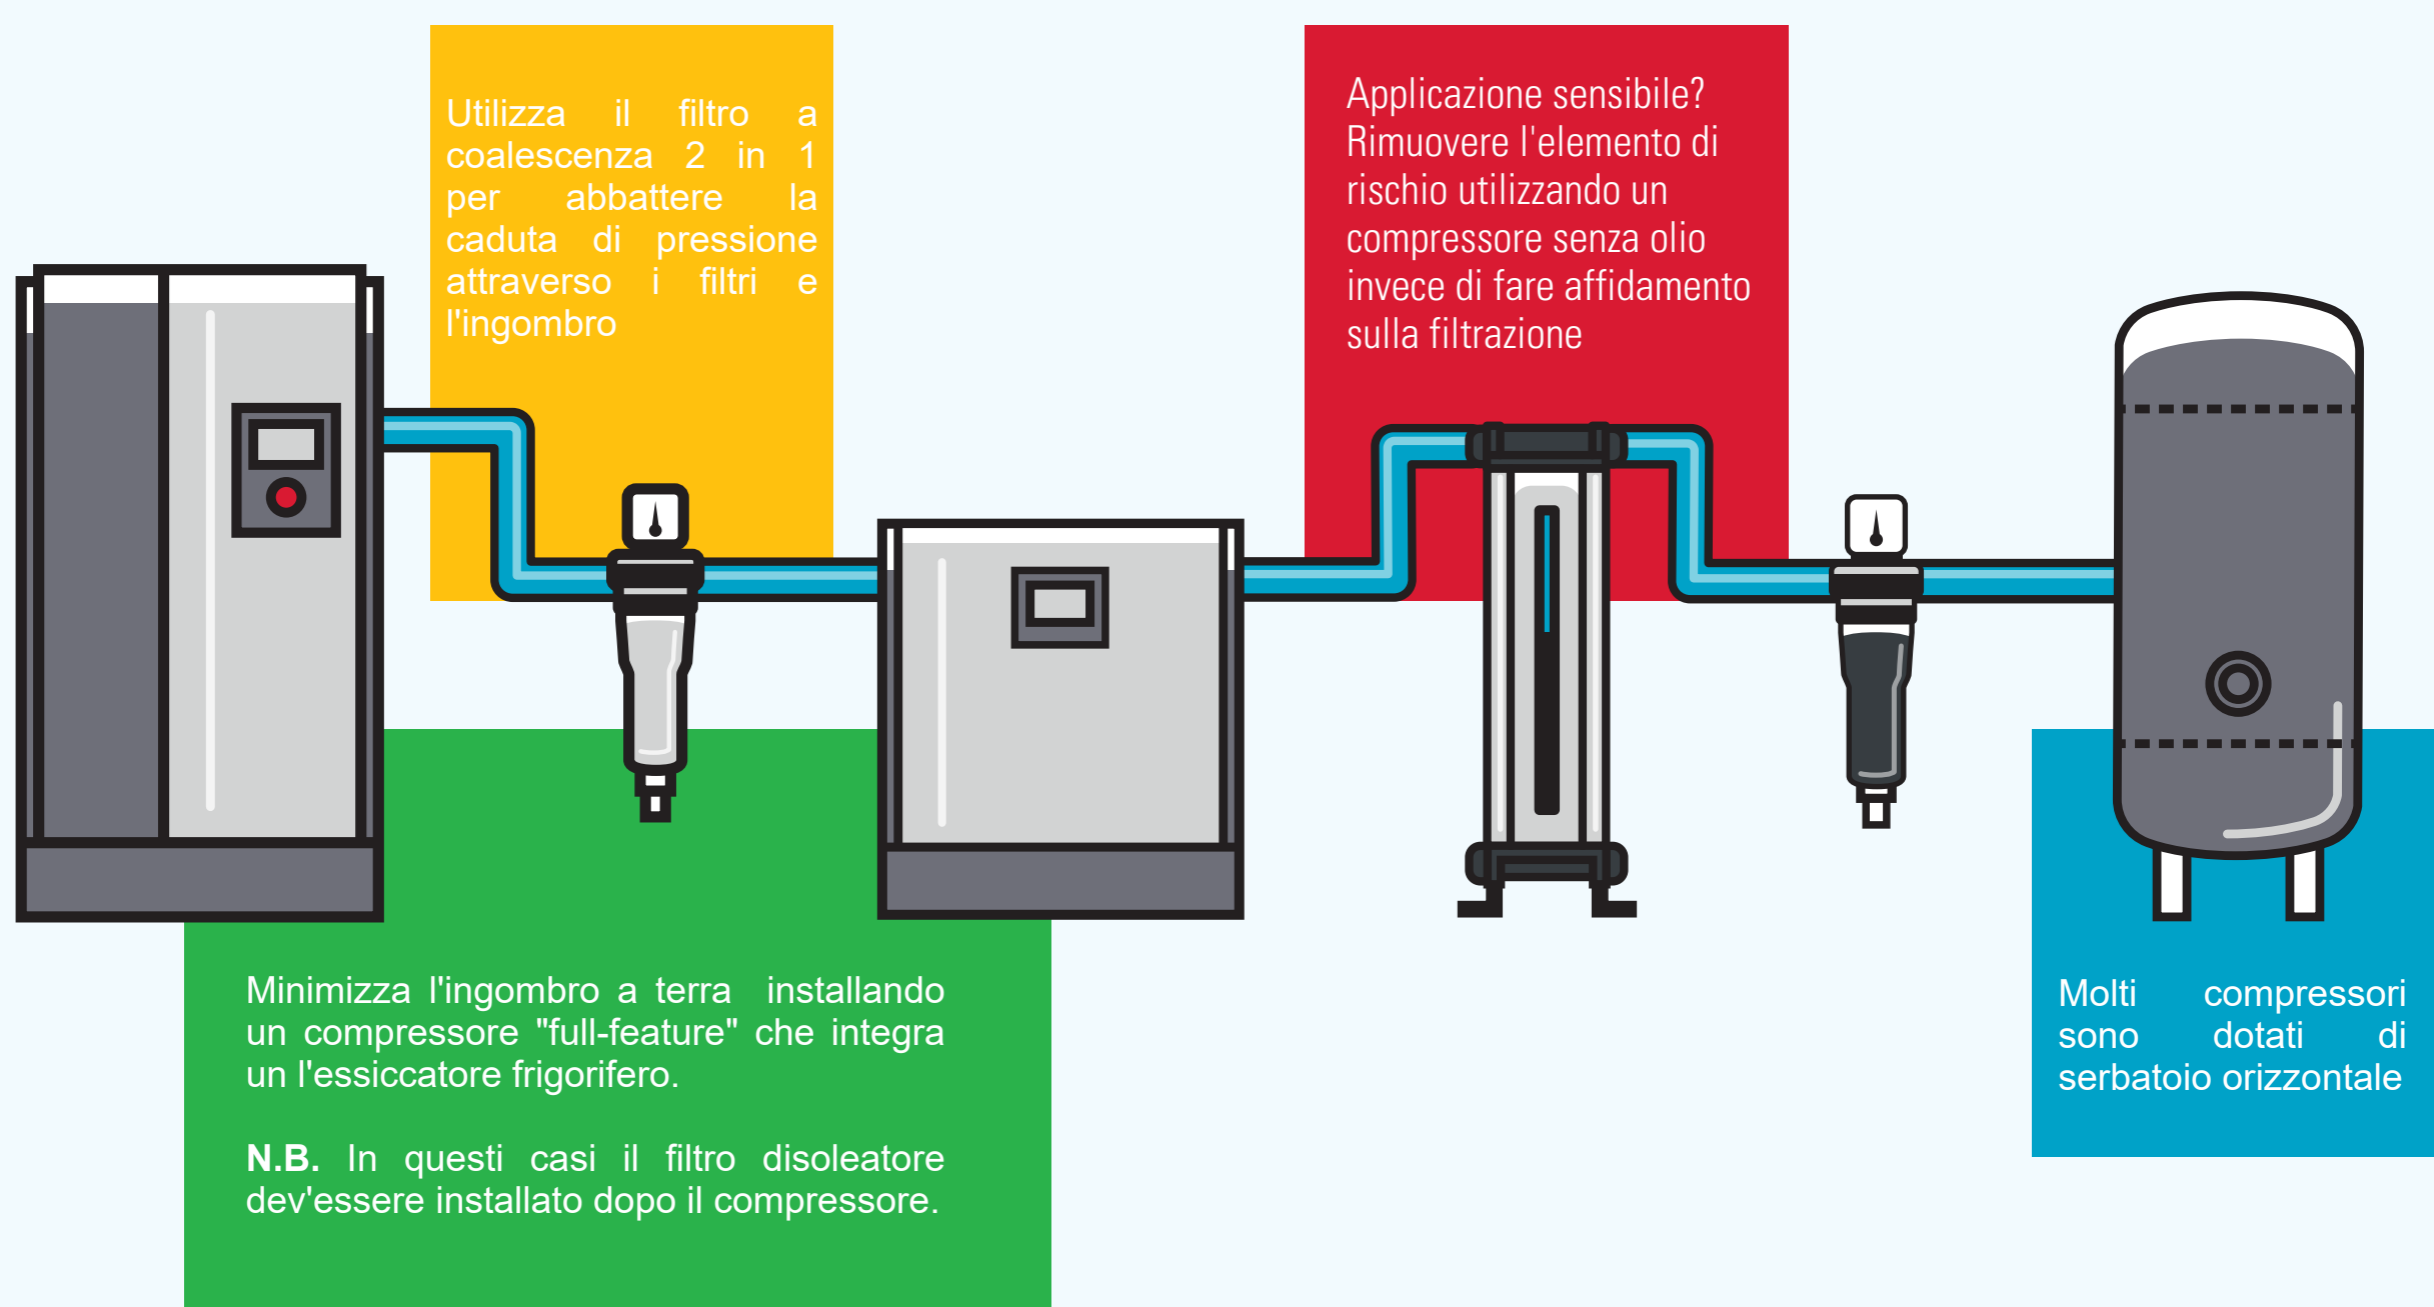 Utilizza il filtro a
coalescenza 2 in 1
per abbattere la
caduta di pressione
attraverso i filtri e
l'ingombro
Applicazione sensibile?
Rimuovere l'elemento di
rischio utilizzando un
compressore senza olio
invece di fare affidamento
sulla filtrazione
Minimizza l'ingombro a terra installando
un compressore "full-feature" che integra
un l'essiccatore frigorifero.
N.B. In questi casi il filtro disoleatore
dev'essere installato dopo il compressore.
Molti compressori
sono dotati di
serbatoio orizzontale